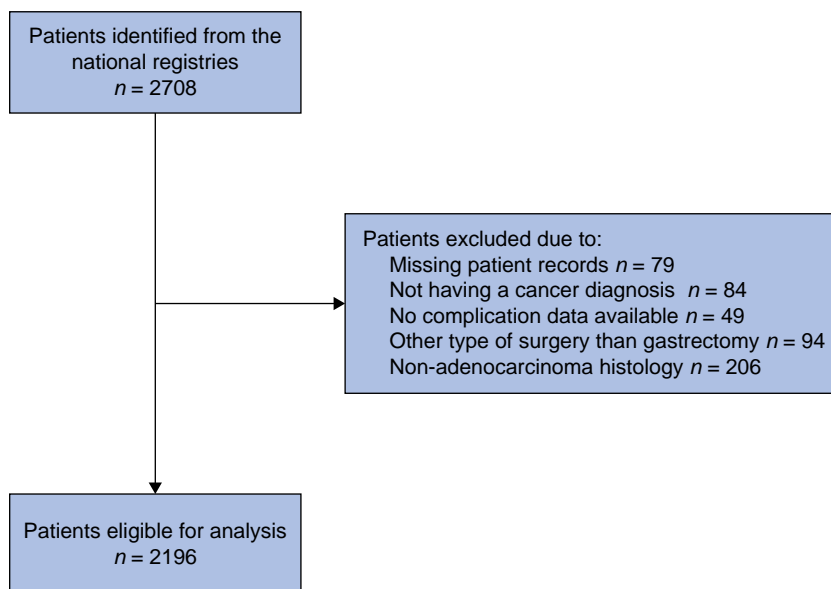 Patients identified from the
national registries
n = 2708
Patients excluded due to:
Missing patient records n = 79
Not having a cancer diagnosis n = 84
No complication data available n = 49
Other type of surgery than gastrectomy n = 94
Non-adenocarcinoma histology n = 206
Patients eligible for analysis
n = 2196